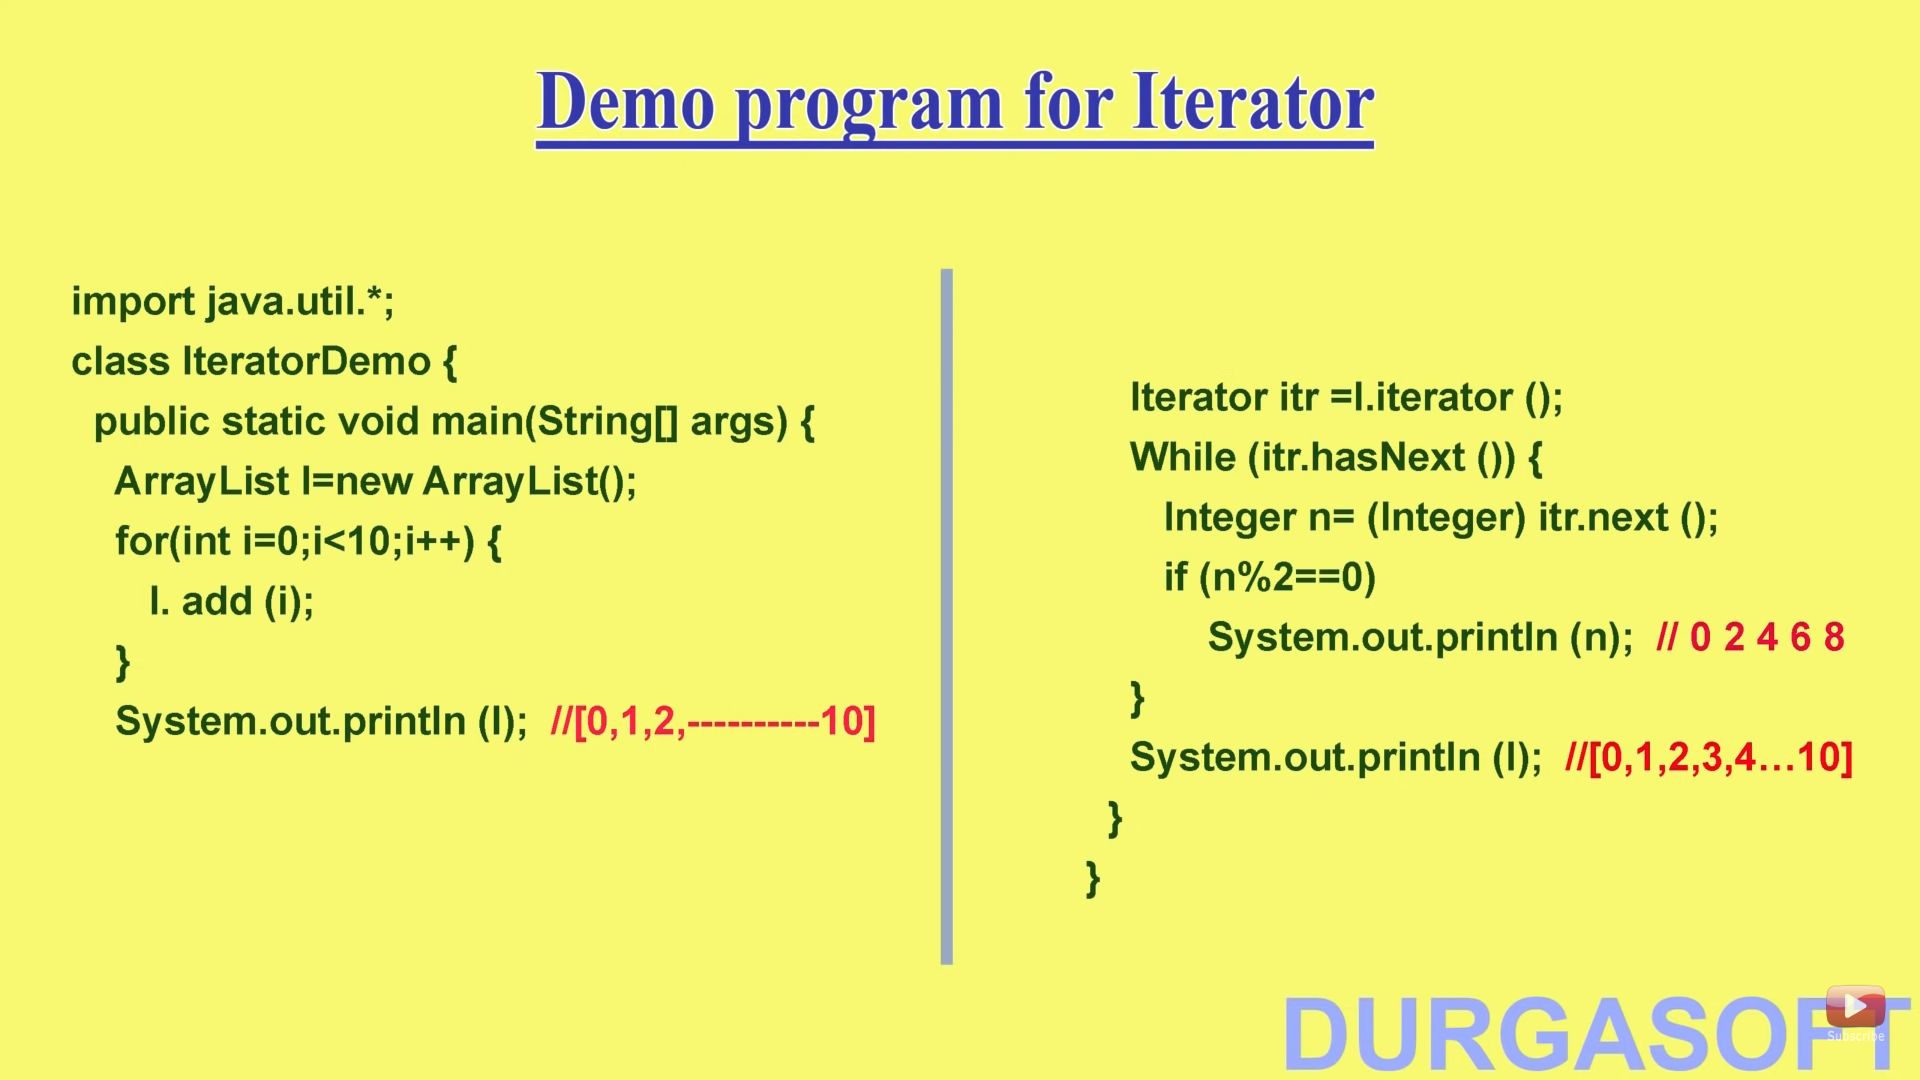 Demo program for Iterator
import java.util.*;
class IteratorDemo {
public static void main(String[] args) {
ArrayList l=new ArrayList();
for(int i=0;i<10;i++) {
l. add (i);
}
System.out.println (l); //[0,1,2,----------10]
Iterator itr =l.iterator ();
While (itr.hasNext ()) {
Integer n= (Integer) itr.next ();
if (n%2==0)
System.out.println (n); // 0 2 4 6 8
}
System.out.println (l); //[0,1,2,3,4…10]
}
}
DURGASOFT
Subscribe